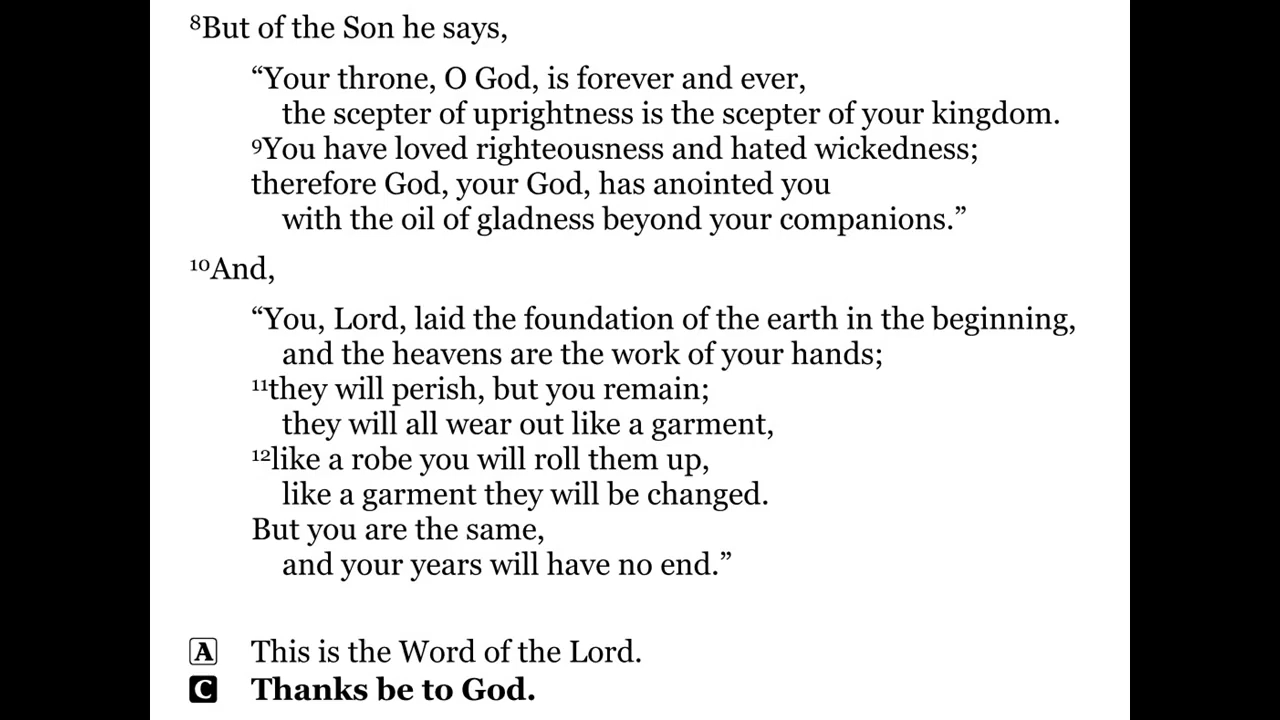 8But of the Son he says,
“Your throne, O God, is forever and ever,
the scepter of uprightness is the scepter of your kingdom.
9You have loved righteousness and hated wickedness;
therefore God, your God, has anointed you
with the oil of gladness beyond your companions.”
10And,
“You, Lord, laid the foundation of the earth in the beginning,
and the heavens are the work of your hands;
11they will perish, but you remain;
they will all wear out like a garment,
12like a robe you will roll them up,
like a garment they will be changed.
But you are the same,
and your years will have no end.”
A This is the Word of the Lord.
C Thanks be to God.